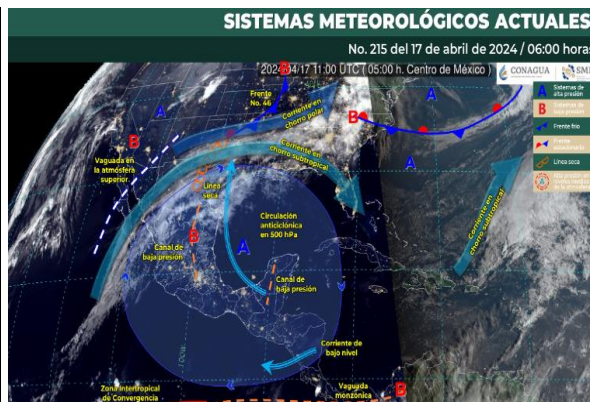 SISTEMAS METEOROLÓGICOS ACTUALES
No. 215 del 17 de abril de 2024 / 06:00 horas
2024/04/17 11:00 UTC ( 05:00 h. Centro de México )
CONAGUA
A
Sistemas de
alta presión
B
Sistemas de
baja presión
Frente frío
Frente
estacionario
Línea seca
A
B
Frente
No. 46
Corriente en
chorro polar
B
A
A
B
Vaguada
en la
atmósfera
superior
Corriente en
chorro subtropical
A
Línea
seca
Circulación
anticiclónica
en 500 hPa
Corriente en
chorro subtropical
Canal de
baja presión
B
A
Canal de
baja presión
Corriente de
bajo nivel
Zona Intertropical
de Convergencia
Vaguada
monzónica
B